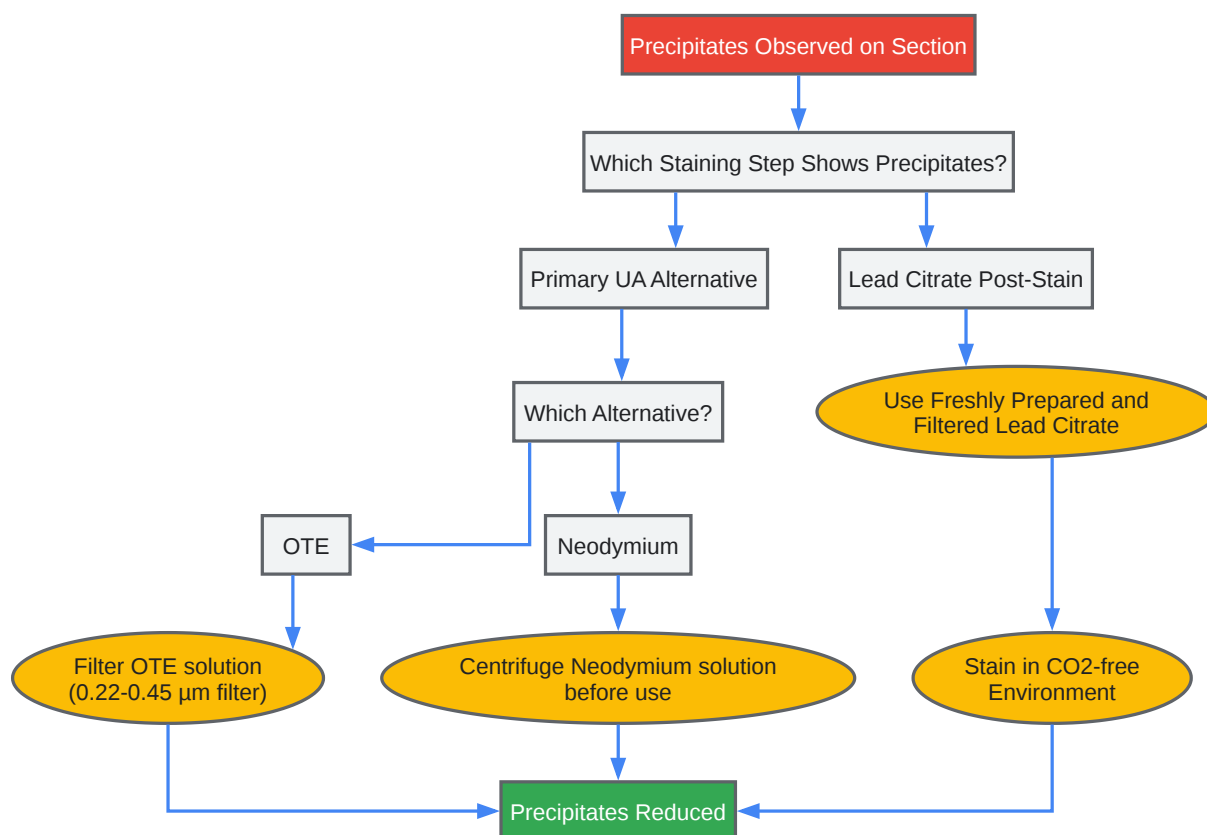 Precipitates Observed on Section
Which Staining Step Shows Precipitates?
Primary UA Alternative
Lead Citrate Post-Stain
Which Alternative?
Use Freshly Prepared and
Filtered Lead Citrate
OTE
Neodymium
Filter OTE solution
(0.22-0.45 µm filter)
Centrifuge Neodymium solution
before use
Stain in CO2-free
Environment
Precipitates Reduced